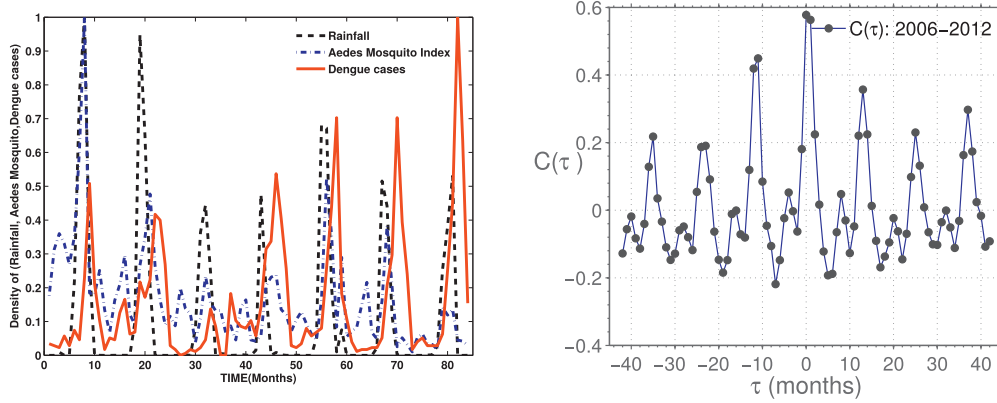 Density of (Rainfall, Aedes Mosquito,Dengue cases)
1
0.9
0.8
0.7
0.6
0.5
0.4
0.3
0.2
0.1
0
Rainfall
Aedes Mosquito Index
Dengue cases
0 10 20 30 40 50 60 70 80
TIME(Months)
C(τ)
0.6
0.4
0.2
0
−0.2
−0.4
C(τ): 2006−2012
−40 −30 −20 −10 0 10 20 30 40
τ (months)